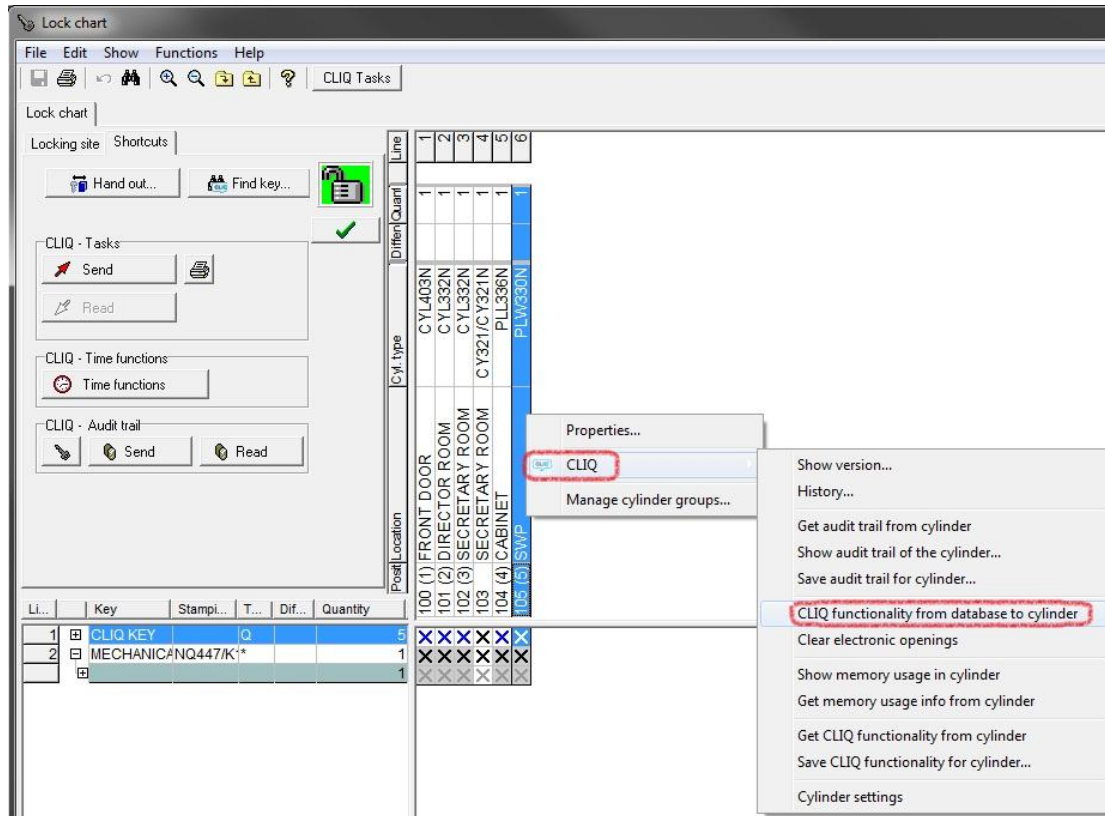 Lock chart
File Edit Show Functions Help
CLIQ Tasks
Lock chart
Locking site Shortcuts
Hand out... Find key...
CLIQ - Tasks
Send
Read
CLIQ - Time functions
Time functions
CLIQ - Audit trail
Send Read
Line 1 2 3 4 5 6
Quant 1 1 1 1 1 1
Differ
Cyl. type CYL403N CYL332N CYL332N CY321/CY321N PLL336N PLW330N
Location FRONT DOOR DIRECTOR ROOM SECRETARY ROOM SECRETARY ROOM CABINET SWP
Posit 100 (1) 101 (2) 102 (3) 103 104 (4) 105 (5)
Properties...
CLIQ
Manage cylinder groups...
Show version...
History...
Get audit trail from cylinder
Show audit trail of the cylinder...
Save audit trail for cylinder...
CLIQ functionality from database to cylinder
Clear electronic openings
Show memory usage in cylinder
Get memory usage info from cylinder
Get CLIQ functionality from cylinder
Save CLIQ functionality for cylinder...
Cylinder settings
Li... Key Stampi... T... Dif... Quantity
1 CLIQ KEY Q 5 X X X X X X
2 MECHANICA NQ447/K * 1 X X X X X X
1 X X X X X X